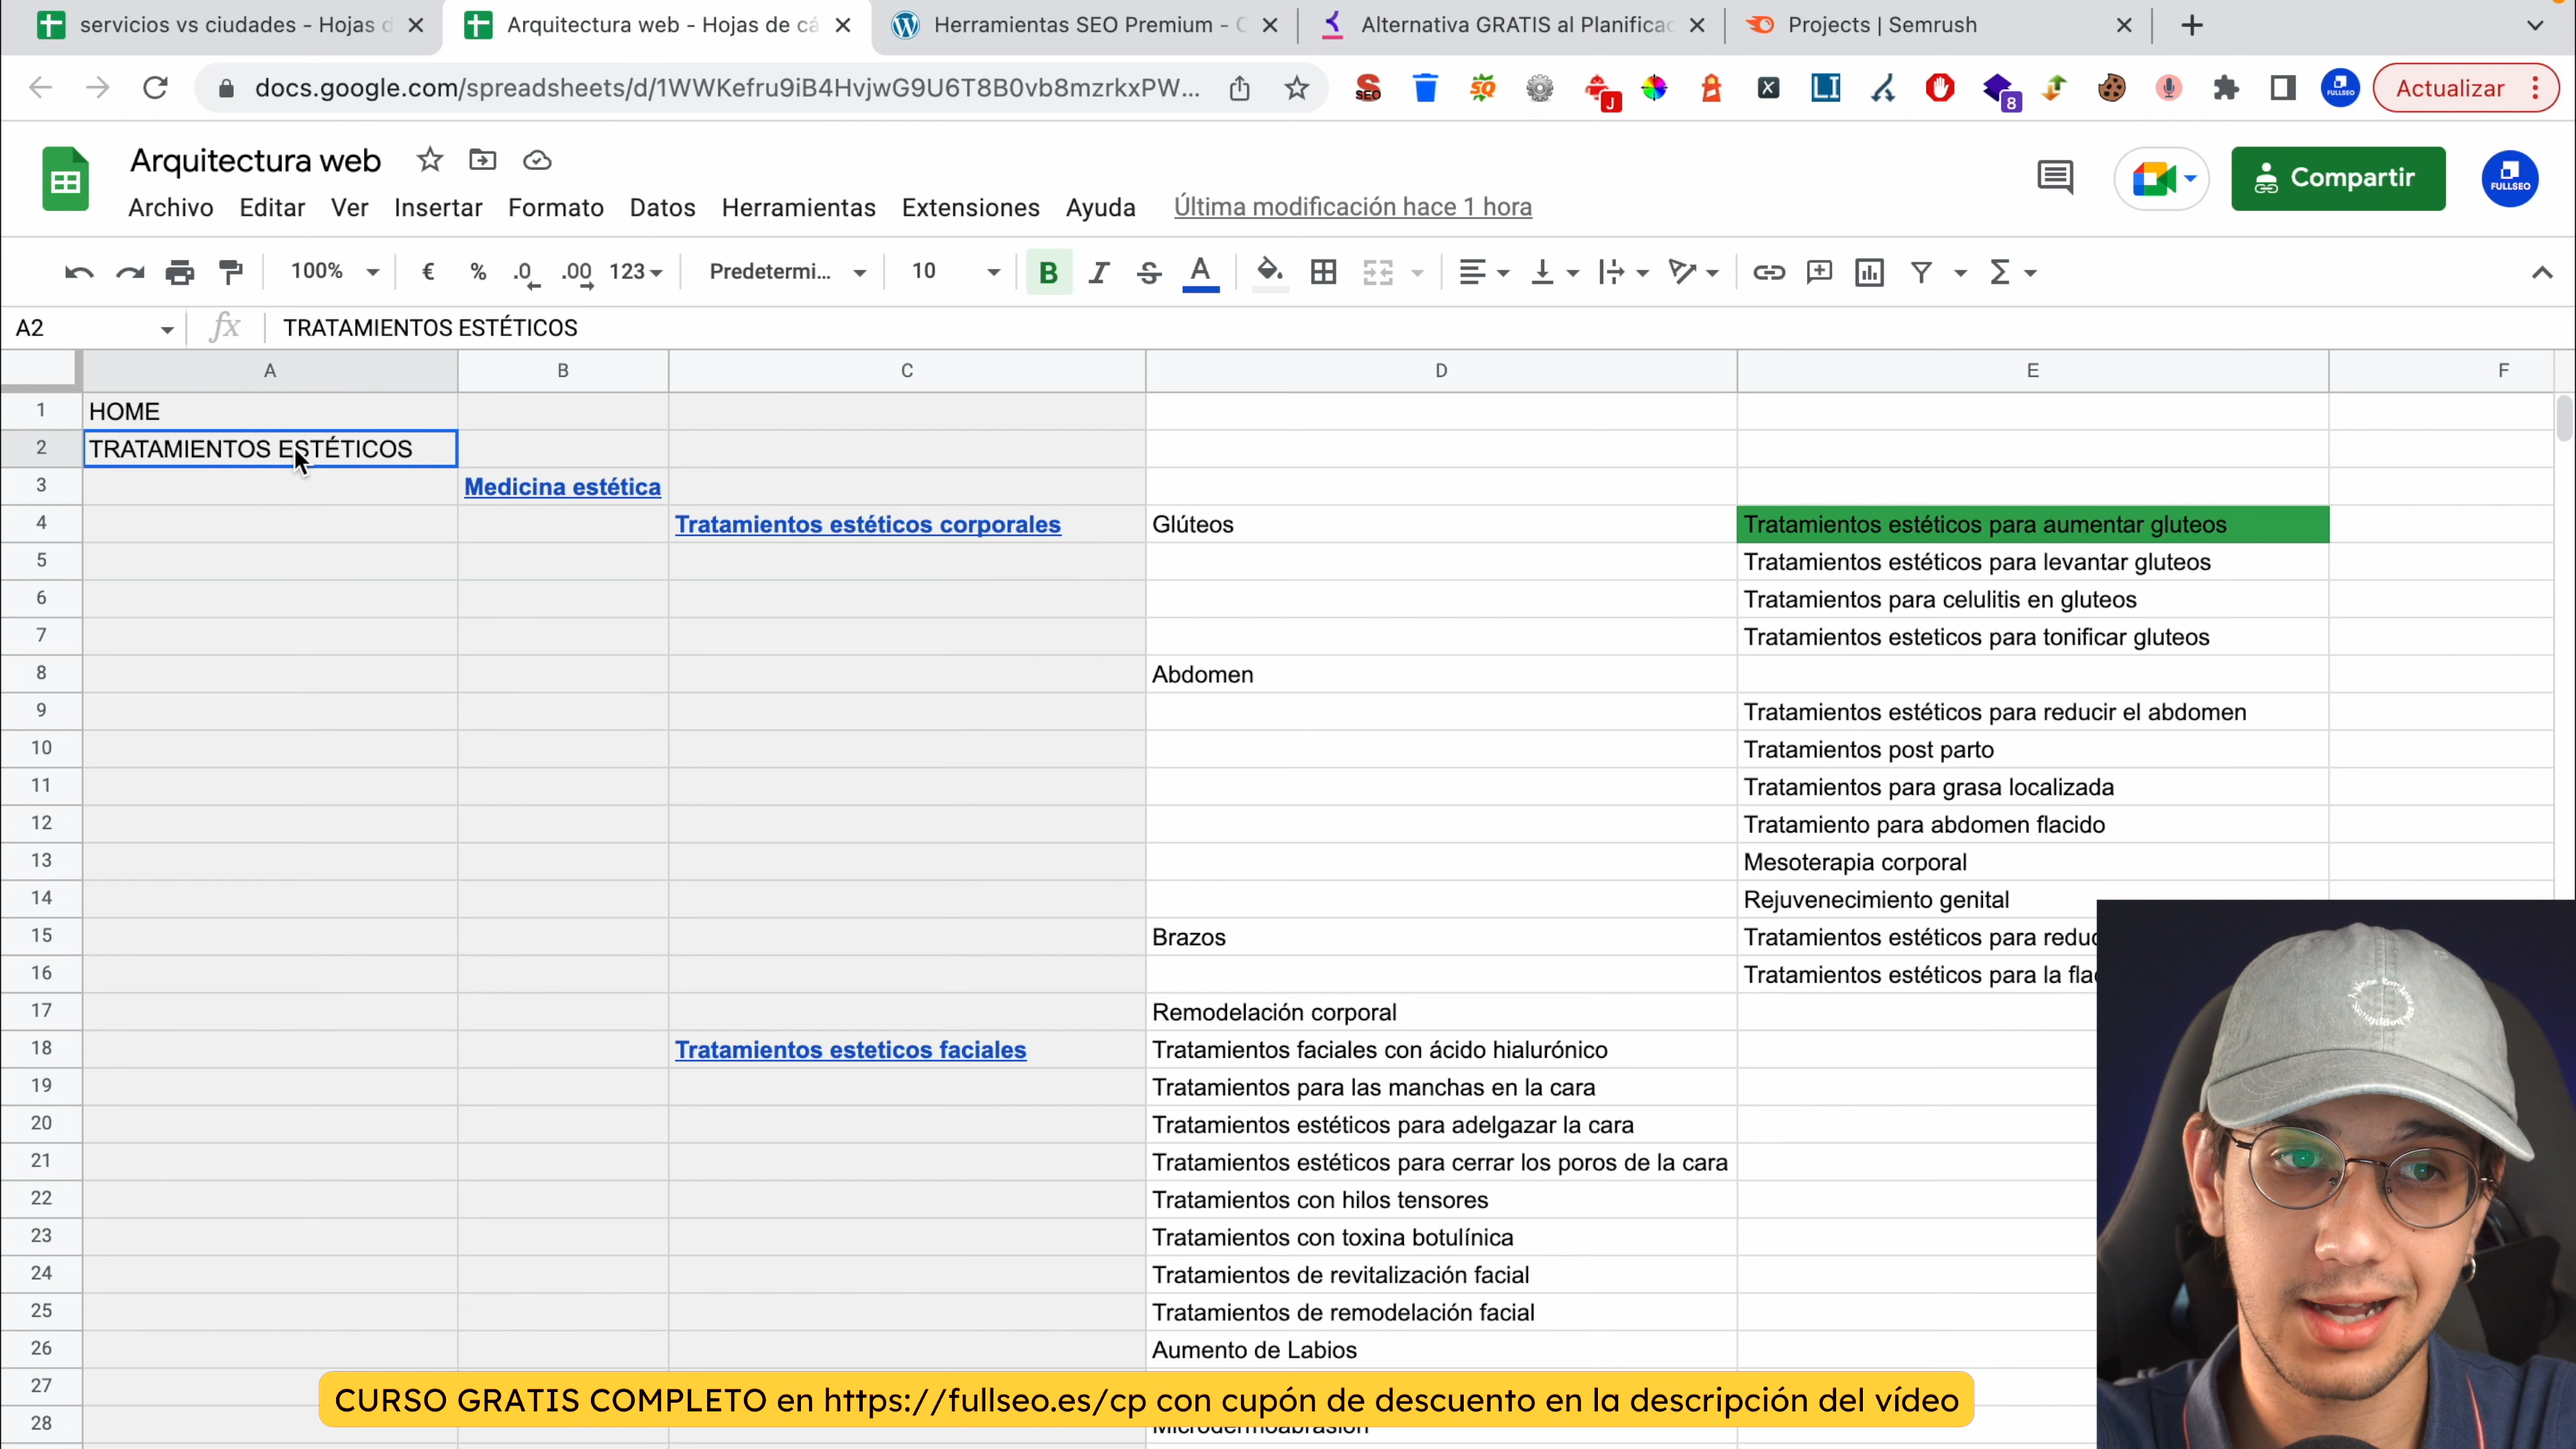 servicios vs ciudades - Hojas d
Arquitectura web - Hojas de cá
Herramientas SEO Premium - C
Alternativa GRATIS al Planificac
Projects | Semrush
docs.google.com/spreadsheets/d/1WWKefru9iB4HvjwG9U6T8B0vb8mzrkxPW...
SEO
SQ
J
X
LI
8
FULLSEO
Actualizar
Arquitectura web
Archivo Editar Ver Insertar Formato Datos Herramientas Extensiones Ayuda Última modificación hace 1 hora
Compartir
FULLSEO
100% € % .0 .00 123 Predetermi... 10 B I S A Σ
A2 fx TRATAMIENTOS ESTÉTICOS
A B C D E F
1 HOME
2 TRATAMIENTOS ESTÉTICOS
3 Medicina estética
4 Tratamientos estéticos corporales Glúteos Tratamientos estéticos para aumentar gluteos
5 Tratamientos estéticos para levantar gluteos
6 Tratamientos para celulitis en gluteos
7 Tratamientos esteticos para tonificar gluteos
8 Abdomen
9 Tratamientos estéticos para reducir el abdomen
10 Tratamientos post parto
11 Tratamientos para grasa localizada
12 Tratamiento para abdomen flacido
13 Mesoterapia corporal
14 Rejuvenecimiento genital
15 Brazos Tratamientos estéticos para reduc
16 Tratamientos estéticos para la flac
17 Remodelación corporal
18 Tratamientos esteticos faciales Tratamientos faciales con ácido hialurónico
19 Tratamientos para las manchas en la cara
20 Tratamientos estéticos para adelgazar la cara
21 Tratamientos estéticos para cerrar los poros de la cara
22 Tratamientos con hilos tensores
23 Tratamientos con toxina botulínica
24 Tratamientos de revitalización facial
25 Tratamientos de remodelación facial
26 Aumento de Labios
27
CURSO GRATIS COMPLETO en https://fullseo.es/cp con cupón de descuento en la descripción del vídeo
28 Microdermoabrasión